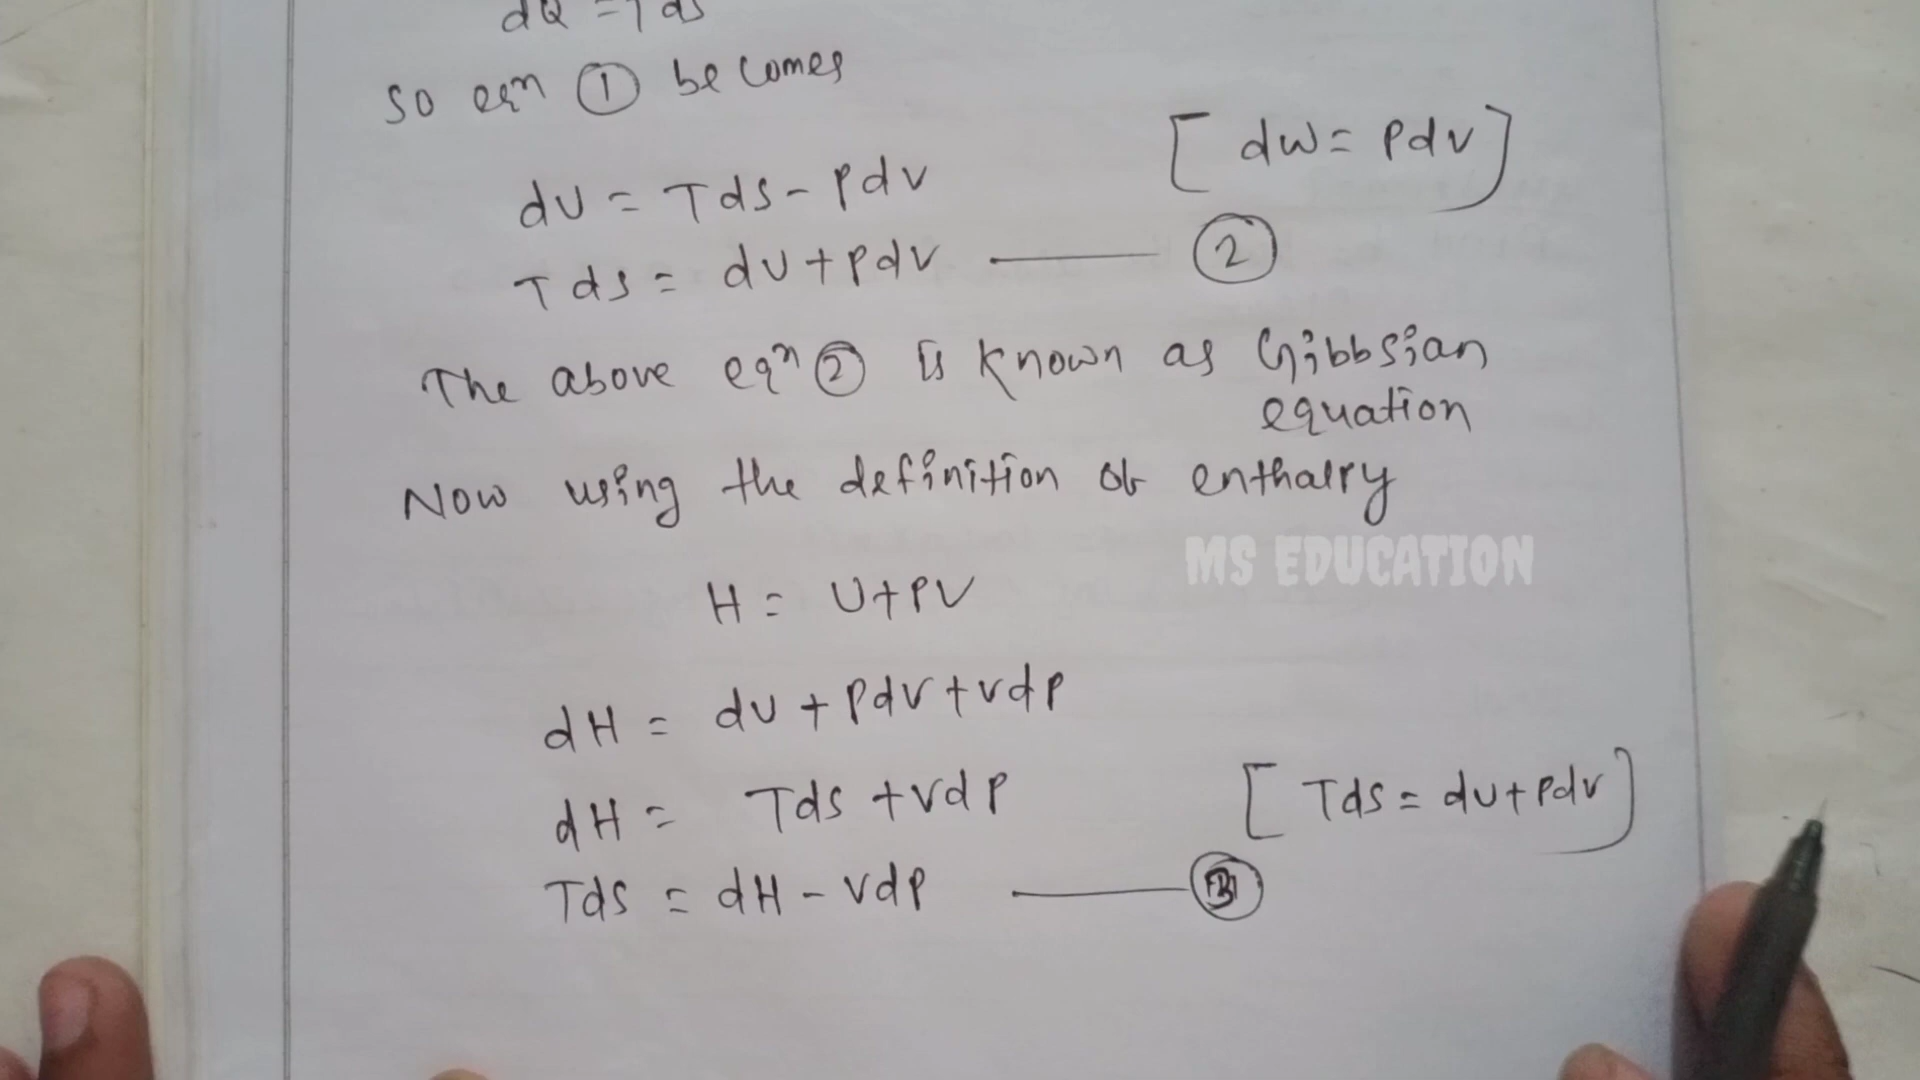 dQ = Tds
So eqn ① becomes
dU = Tds - pdv [dw = pdv]
Tds = dU + pdv —— ②
The above eqn ② is known as Gibbsian
equation
Now using the definition of enthalpy
MS EDUCATION
H = U + PV
dH = dU + pdv + vdp
dH = Tds + vdp [Tds = dU + pdv]
Tds = dH - vdp —— ③